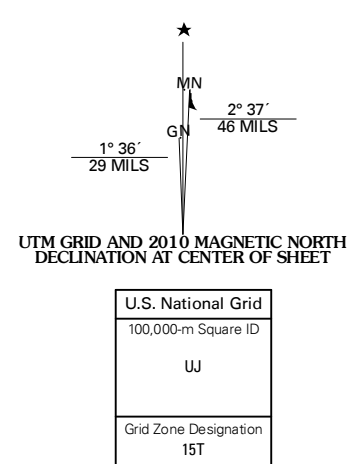 ★
MN
2° 37´
46 MILS
GN
1° 36´
29 MILS
UTM GRID AND 2010 MAGNETIC NORTH
DECLINATION AT CENTER OF SHEET
U.S. National Grid
100,000-m Square ID
UJ
Grid Zone Designation
15T